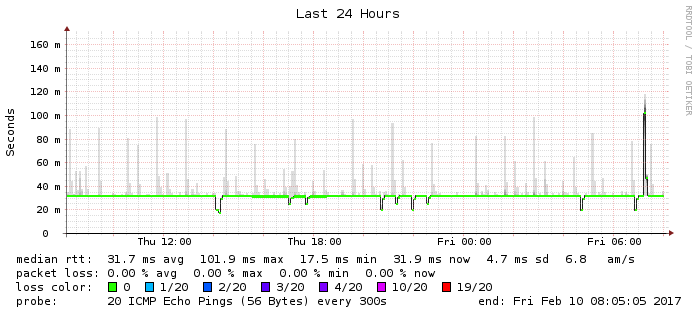 Last 24 Hours
RRDTOOL / TOBI OETIKER
Seconds
160 m
140 m
120 m
100 m
80 m
60 m
40 m
20 m
0
Thu 12:00 Thu 18:00 Fri 00:00 Fri 06:00
median rtt: 31.7 ms avg 101.9 ms max 17.5 ms min 31.9 ms now 4.7 ms sd 6.8 am/s
packet loss: 0.00 % avg 0.00 % max 0.00 % min 0.00 % now
loss color: 0 1/20 2/20 3/20 4/20 10/20 19/20
probe: 20 ICMP Echo Pings (56 Bytes) every 300s end: Fri Feb 10 08:05:05 2017